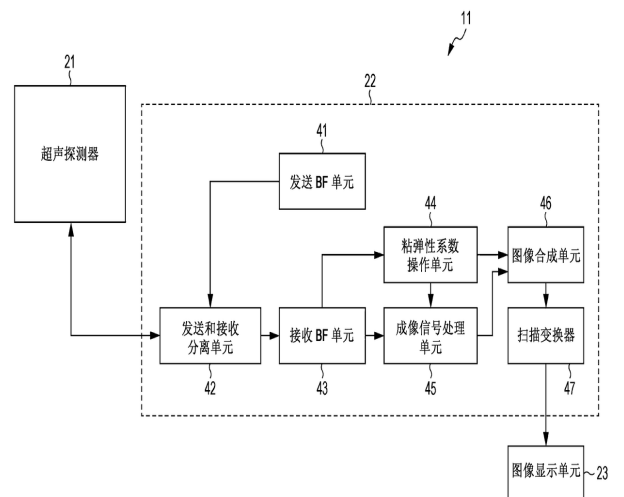 11
21
超声探测器
22
41
发送 BF 单元
44
粘弹性系数
操作单元
46
图像合成单元
发送和接收
分离单元
42
接收 BF 单元
43
成像信号处理
单元
45
扫描变换器
47
图像显示单元
23